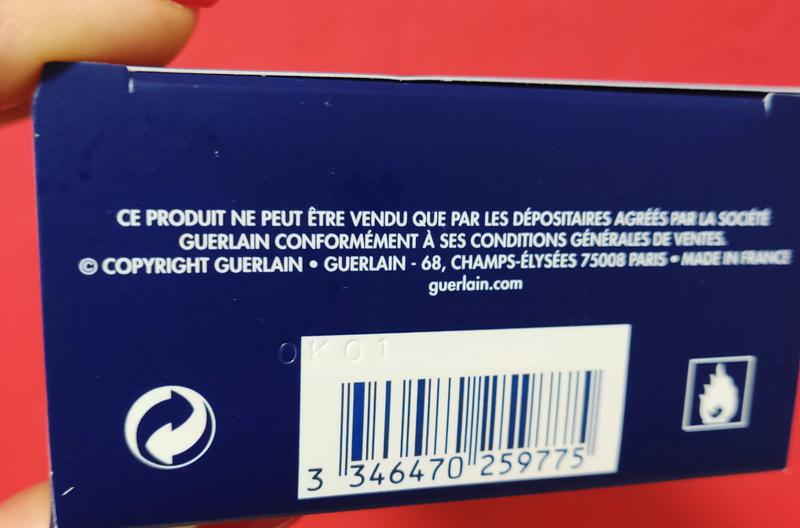 CE PRODUIT NE PEUT ÊTRE VENDU QUE PAR LES DÉPOSITAIRES AGRÉÉS PAR LA SOCIÉTÉ
GUERLAIN CONFORMÉMENT À SES CONDITIONS GÉNÉRALES DE VENTES.
© COPYRIGHT GUERLAIN • GUERLAIN - 68, CHAMPS-ÉLYSÉES 75008 PARIS • MADE IN FRANCE
guerlain.com
OK01
3 346470 259775